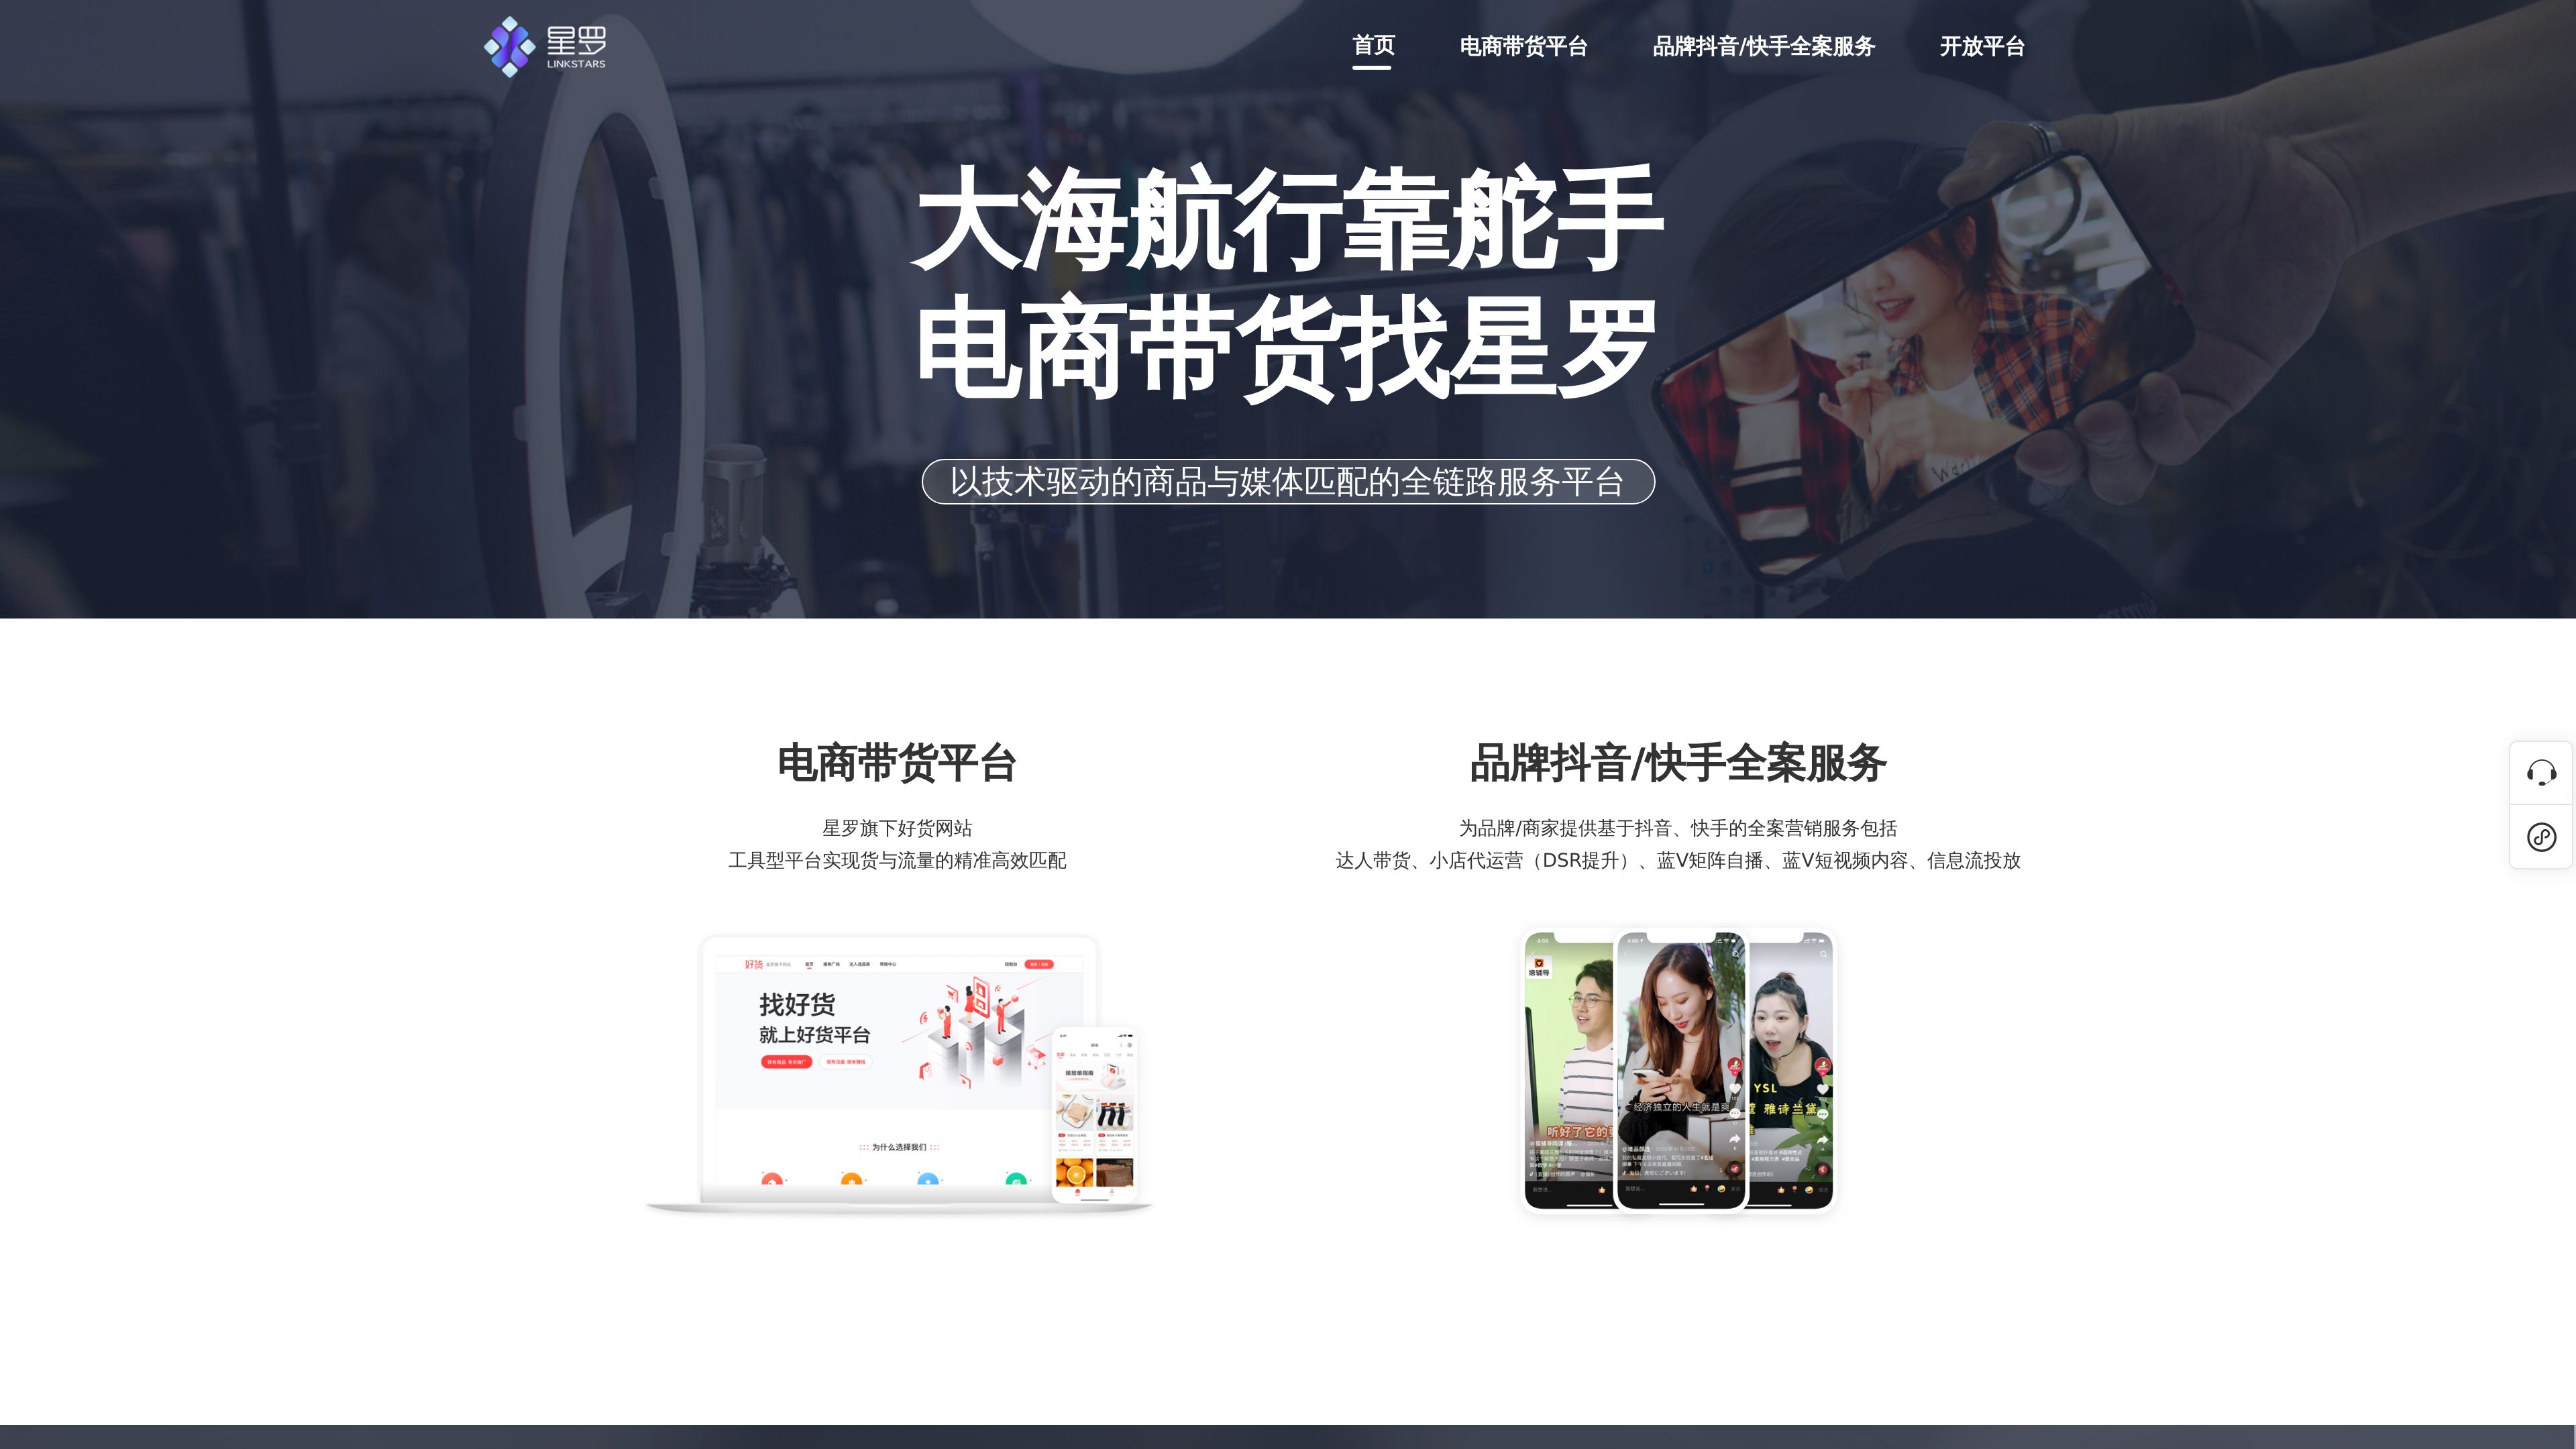 星罗
LINKSTARS
首页
电商带货平台
品牌抖音/快手全案服务
开放平台
大海航行靠舵手
电商带货找星罗
以技术驱动的商品与媒体匹配的全链路服务平台
电商带货平台
星罗旗下好货网站
工具型平台实现货与流量的精准高效匹配
品牌抖音/快手全案服务
为品牌/商家提供基于抖音、快手的全案营销服务包括
达人带货、小店代运营（DSR提升）、蓝V矩阵自播、蓝V短视频内容、信息流投放
好货
首页
帮助中心
找好货
就上好货平台
为什么选择我们
猿辅导
听好了它的
经济独立的人生就是爽
YSL
雅诗兰黛